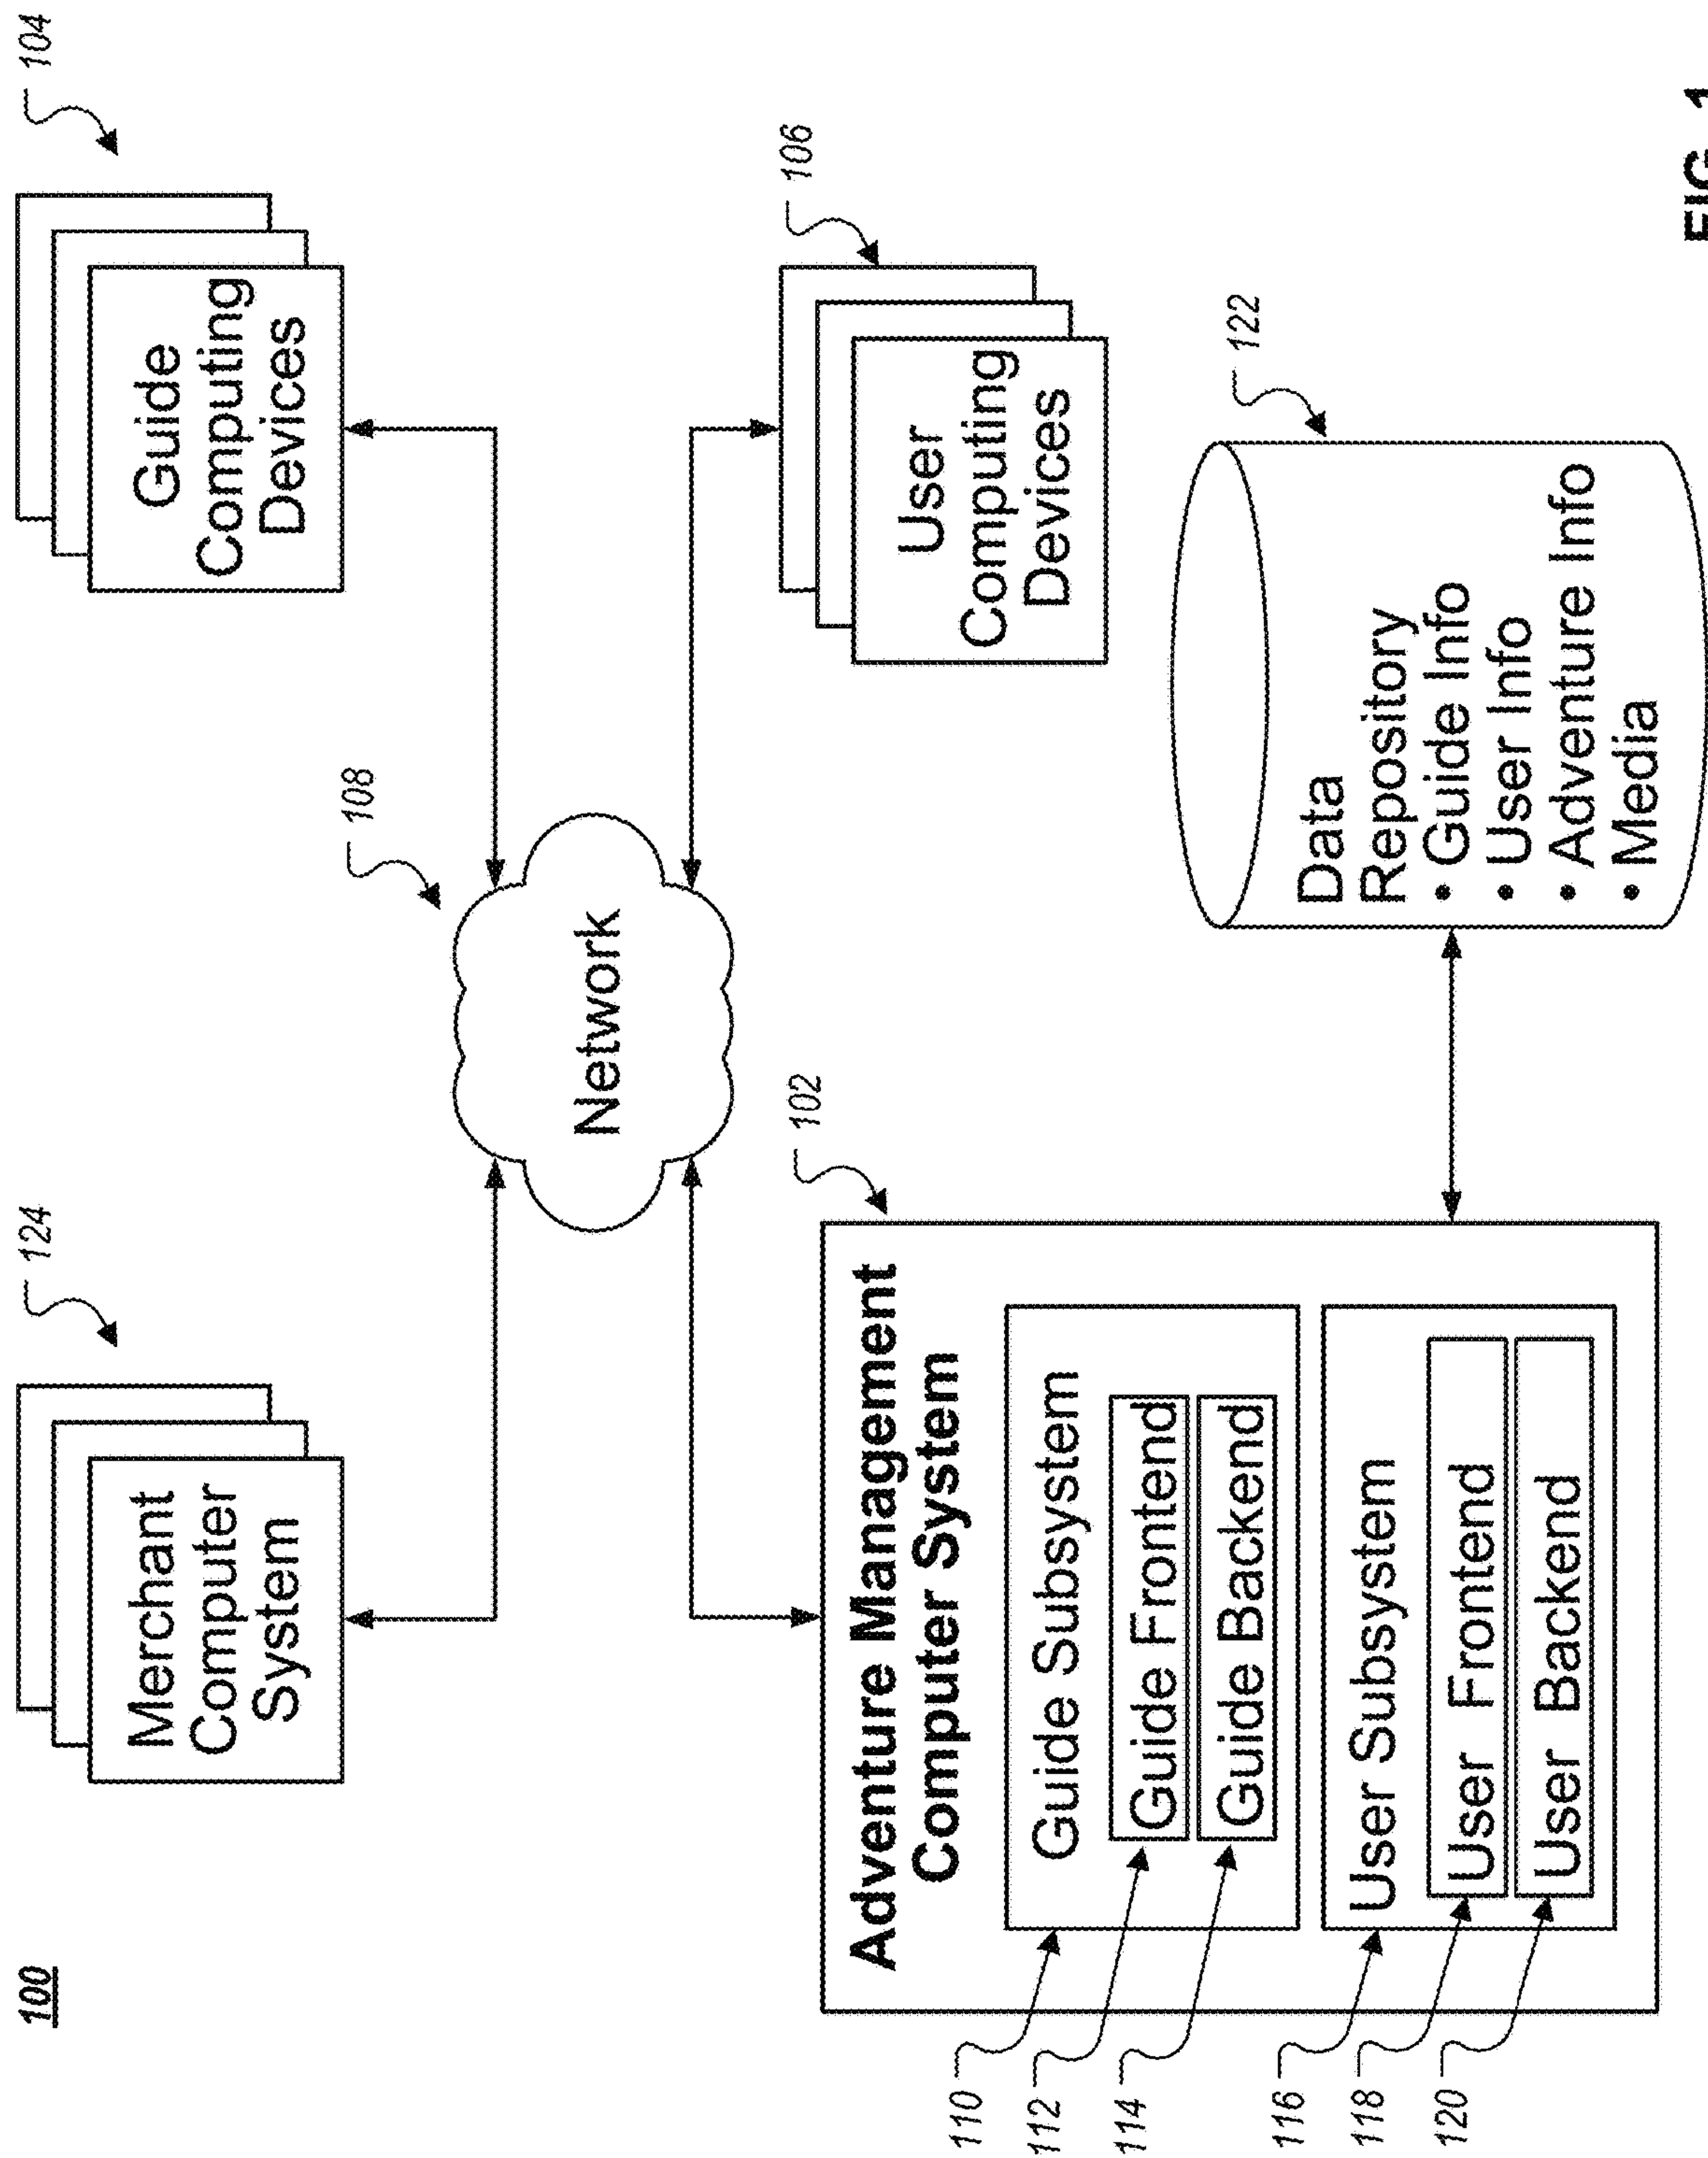 100
124
Merchant
Computer
System
104
Guide
Computing
Devices
108
Network
102
Adventure Management
Computer System
110
Guide Subsystem
112
Guide Frontend
114
Guide Backend
116
User Subsystem
118
User Frontend
120
User Backend
106
User
Computing
Devices
122
Data
Repository
• Guide Info
• User Info
• Adventure Info
• Media
FIG. 1